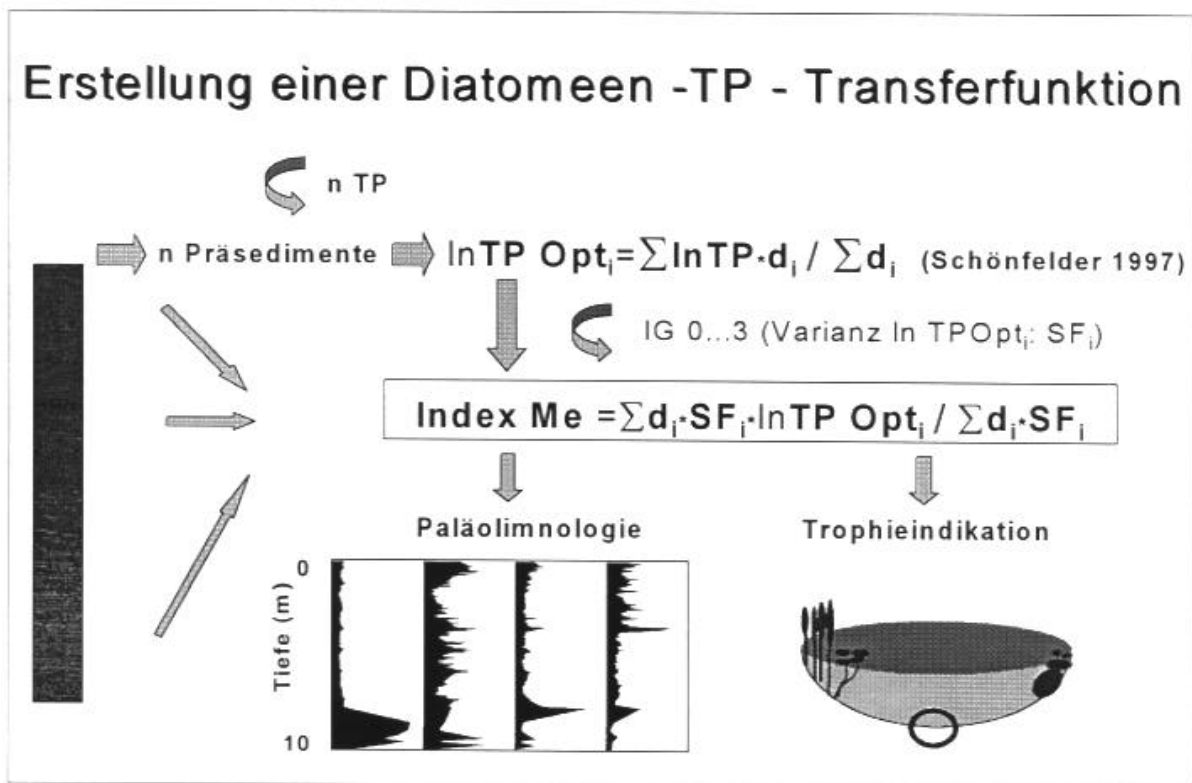 Erstellung einer Diatomeen -TP - Transferfunktion
n TP
n Präsedimente
lnTP Optᵢ=∑lnTP*dᵢ / ∑dᵢ (Schönfelder 1997)
IG 0...3 (Varianz ln TPOptᵢ: SFᵢ)
Index Me =∑dᵢ*SFᵢ*lnTP Optᵢ / ∑dᵢ*SFᵢ
Paläolimnologie
Trophieindikation
0
Tiefe (m)
10